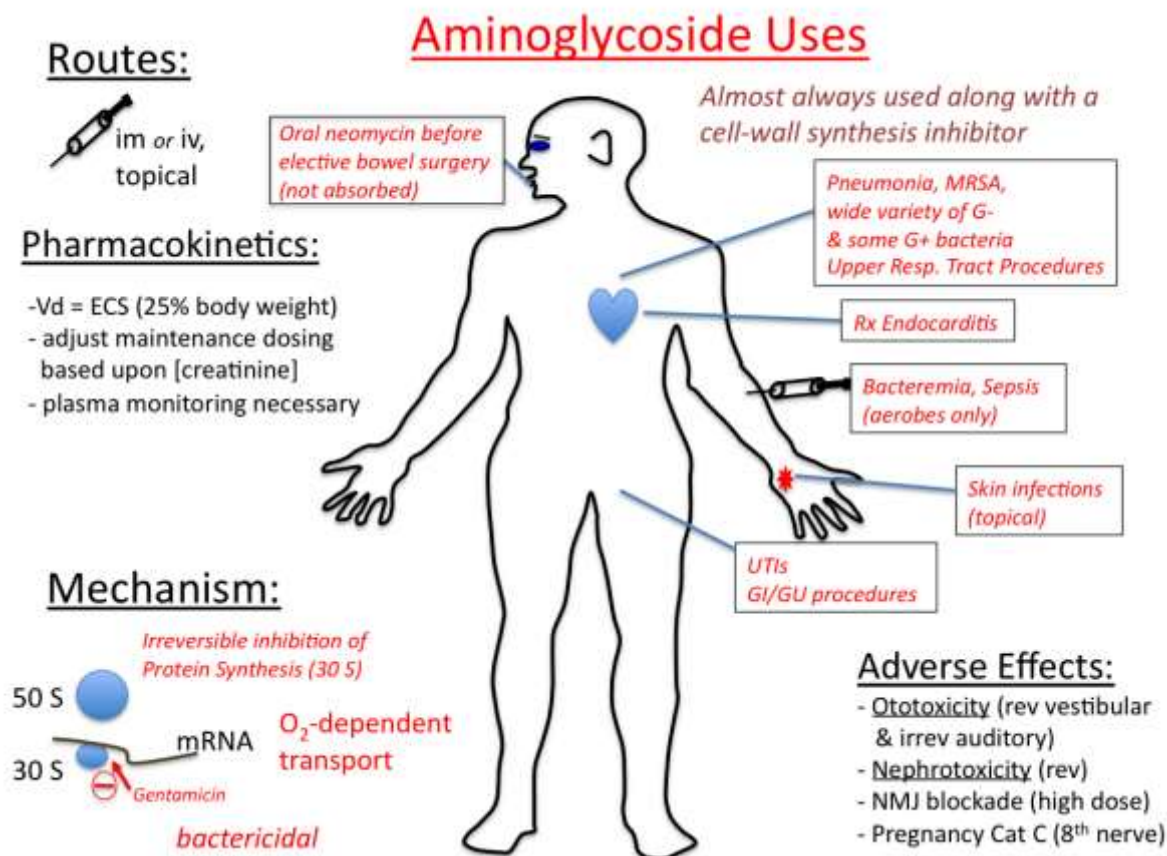 Aminoglycoside Uses
Routes:
im or iv,
topical
Oral neomycin before
elective bowel surgery
(not absorbed)
Almost always used along with a
cell-wall synthesis inhibitor
Pneumonia, MRSA,
wide variety of G-
& some G+ bacteria
Upper Resp. Tract Procedures
Pharmacokinetics:
-Vd = ECS (25% body weight)
- adjust maintenance dosing
based upon [creatinine]
- plasma monitoring necessary
Rx Endocarditis
Bacteremia, Sepsis
(aerobes only)
Skin infections
(topical)
UTIs
GI/GU procedures
Mechanism:
Irreversible inhibition of
Protein Synthesis (30 S)
50 S
mRNA
30 S
Gentamicin
O₂-dependent
transport
bactericidal
Adverse Effects:
- Ototoxicity (rev vestibular
& irrev auditory)
- Nephrotoxicity (rev)
- NMJ blockade (high dose)
- Pregnancy Cat C (8th nerve)